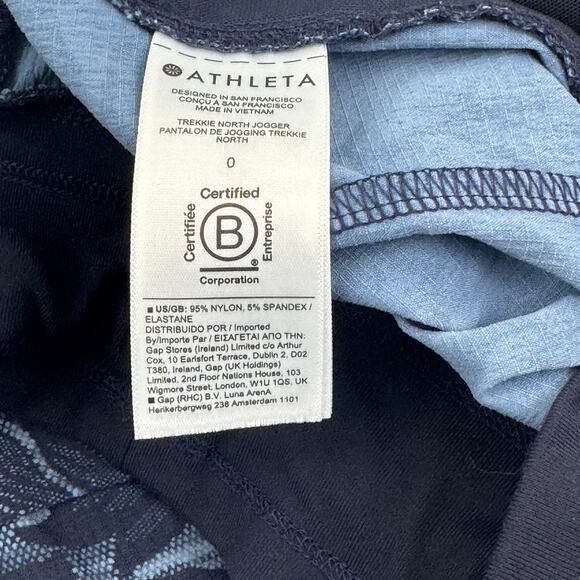 ATHLETA
DESIGNED IN SAN FRANCISCO
CONÇU À SAN FRANCISCO
MADE IN VIETNAM
TREKKIE NORTH JOGGER
PANTALON DE JOGGING TREKKIE
NORTH
0
Certified
Certifiée
B
Entreprise
®
Corporation
■ US/GB: 95% NYLON, 5% SPANDEX /
ELASTANE
DISTRIBUIDO POR / Imported
By/Importe Par / ΕΙΣΑΓΕΤΑΙ ΑΠΟ ΤΗΝ:
Gap Stores (Ireland) Limited c/o Arthur
Cox, 10 Earlsfort Terrace, Dublin 2, D02
T380, Ireland, Gap (UK Holdings)
Limited, 2nd Floor Nations House, 103
Wigmore Street, London, W1U 1QS, UK
■ Gap (RHC) B.V. Luna ArenA
Herikerbergweg 238 Amsterdam 1101